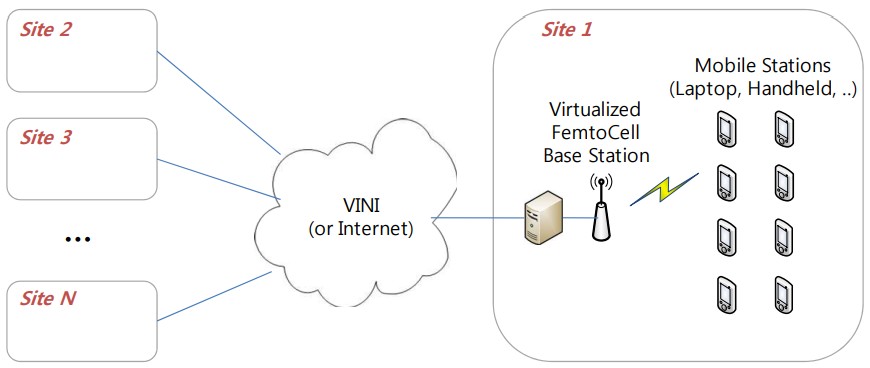 Site 2
Site 3
...
Site N
VINI
(or Internet)
Site 1
Virtualized
FemtoCell
Base Station
Mobile Stations
(Laptop, Handheld, ..)